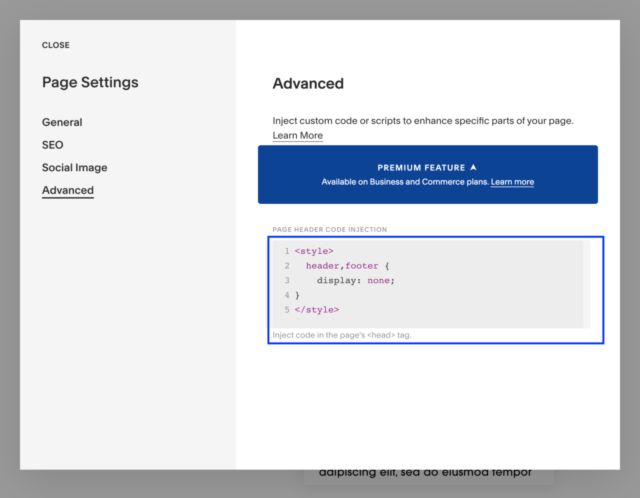 CLOSE
Page Settings
General
SEO
Social Image
Advanced
Advanced
Inject custom code or scripts to enhance specific parts of your page.
Learn More
PREMIUM FEATURE
Available on Business and Commerce plans. Learn more
PAGE HEADER CODE INJECTION
1 <style>
2 header,footer {
3 display: none;
4 }
5 </style>
Inject code in the page's <head> tag.
adipiscing elit, sed do eiusmod tempor